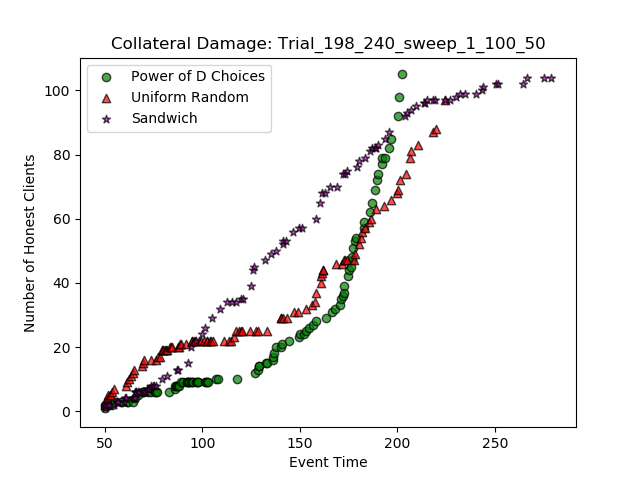 Collateral Damage: Trial_198_240_sweep_1_100_50
Power of D Choices
Uniform Random
Sandwich
100
80
60
40
20
0
Number of Honest Clients
50
100
150
200
250
Event Time